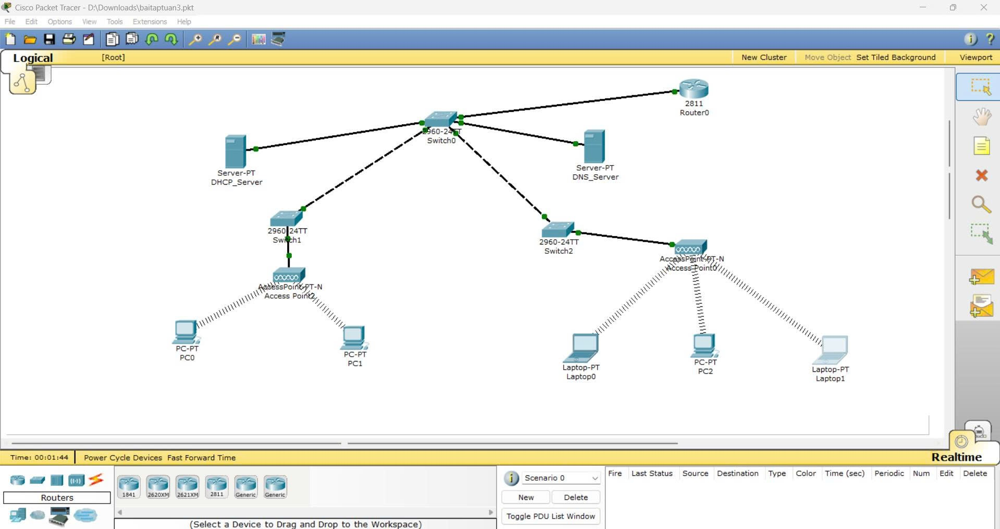 Cisco Packet Tracer - D:\Downloads\baitaptuan3.pkt
File Edit Options View Tools Extensions Help
Logical [Root] New Cluster Move Object Set Tiled Background Viewport
2811
Router0
2960-24TT
Switch0
Server-PT
DHCP_Server
Server-PT
DNS_Server
2960-24TT
Switch1
2960-24TT
Switch2
AccessPoint-PT-N
Access Point0
AccessPoint-PT-N
Access Point2
PC-PT
PC0
PC-PT
PC1
Laptop-PT
Laptop0
PC-PT
PC2
Laptop-PT
Laptop1
Time: 00:01:44 Power Cycle Devices Fast Forward Time Realtime
Routers
1841 2620XM 2621XM 2811 Generic Generic
(Select a Device to Drag and Drop to the Workspace)
Scenario 0
New Delete
Toggle PDU List Window
Fire Last Status Source Destination Type Color Time (sec) Periodic Num Edit Delete